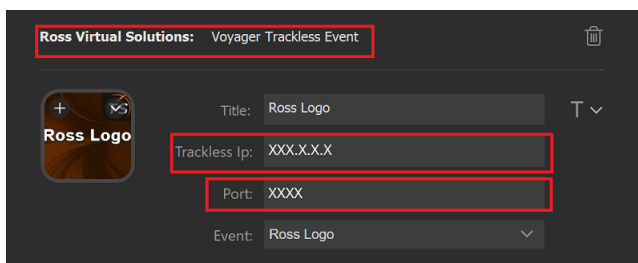 Ross Virtual Solutions: Voyager Trackless Event
Title: Ross Logo
T
Ross Logo
Trackless Ip: XXX.X.X.X
Port: XXXX
Event: Ross Logo